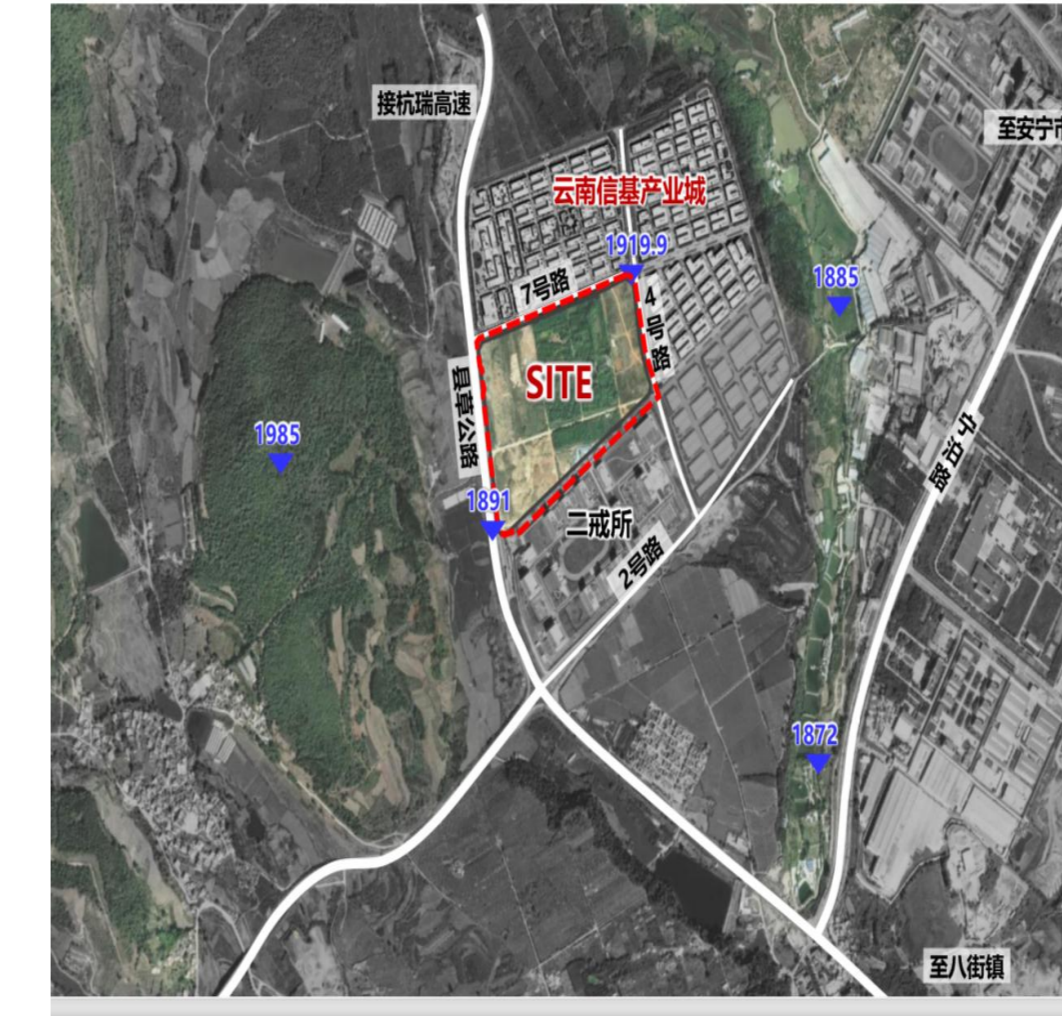 接杭瑞高速
至安宁市
云南信基产业城
1919.9
7号路
4号路
1885
SITE
县草公路
1985
1891
二戒所
2号路
1872
至八街镇